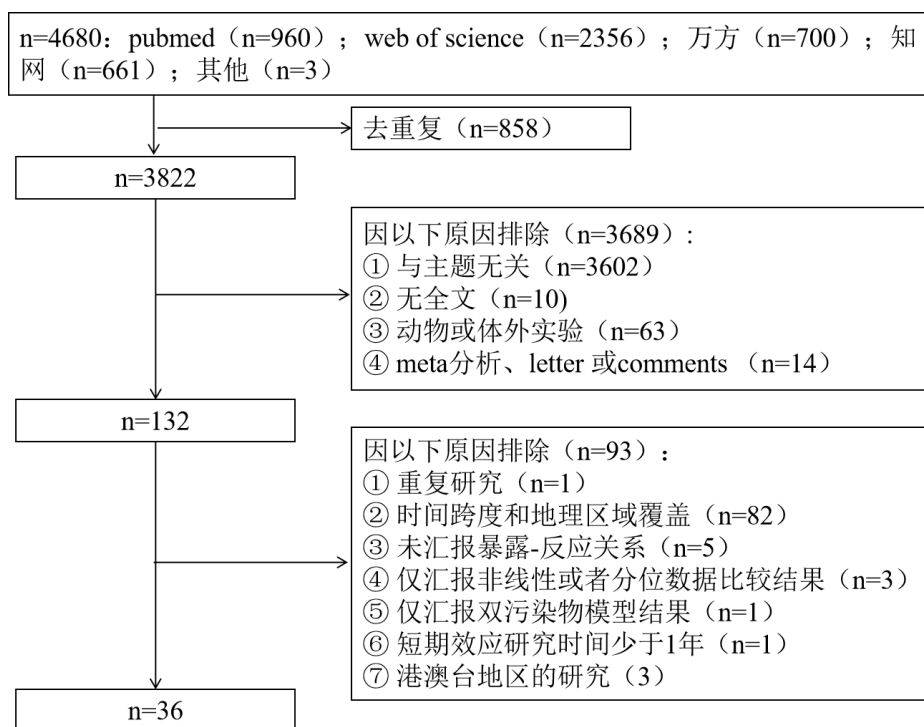 n=4680：pubmed（n=960）；web of science（n=2356）；万方（n=700）；知
网（n=661）；其他（n=3）
去重复（n=858）
n=3822
因以下原因排除（n=3689）:
① 与主题无关（n=3602）
② 无全文（n=10)
③ 动物或体外实验（n=63）
④ meta分析、letter 或comments （n=14）
n=132
因以下原因排除（n=93）：
① 重复研究（n=1）
② 时间跨度和地理区域覆盖（n=82）
③ 未汇报暴露-反应关系（n=5）
④ 仅汇报非线性或者分位数据比较结果（n=3）
⑤ 仅汇报双污染物模型结果（n=1）
⑥ 短期效应研究时间少于1年（n=1）
⑦ 港澳台地区的研究（3）
n=36